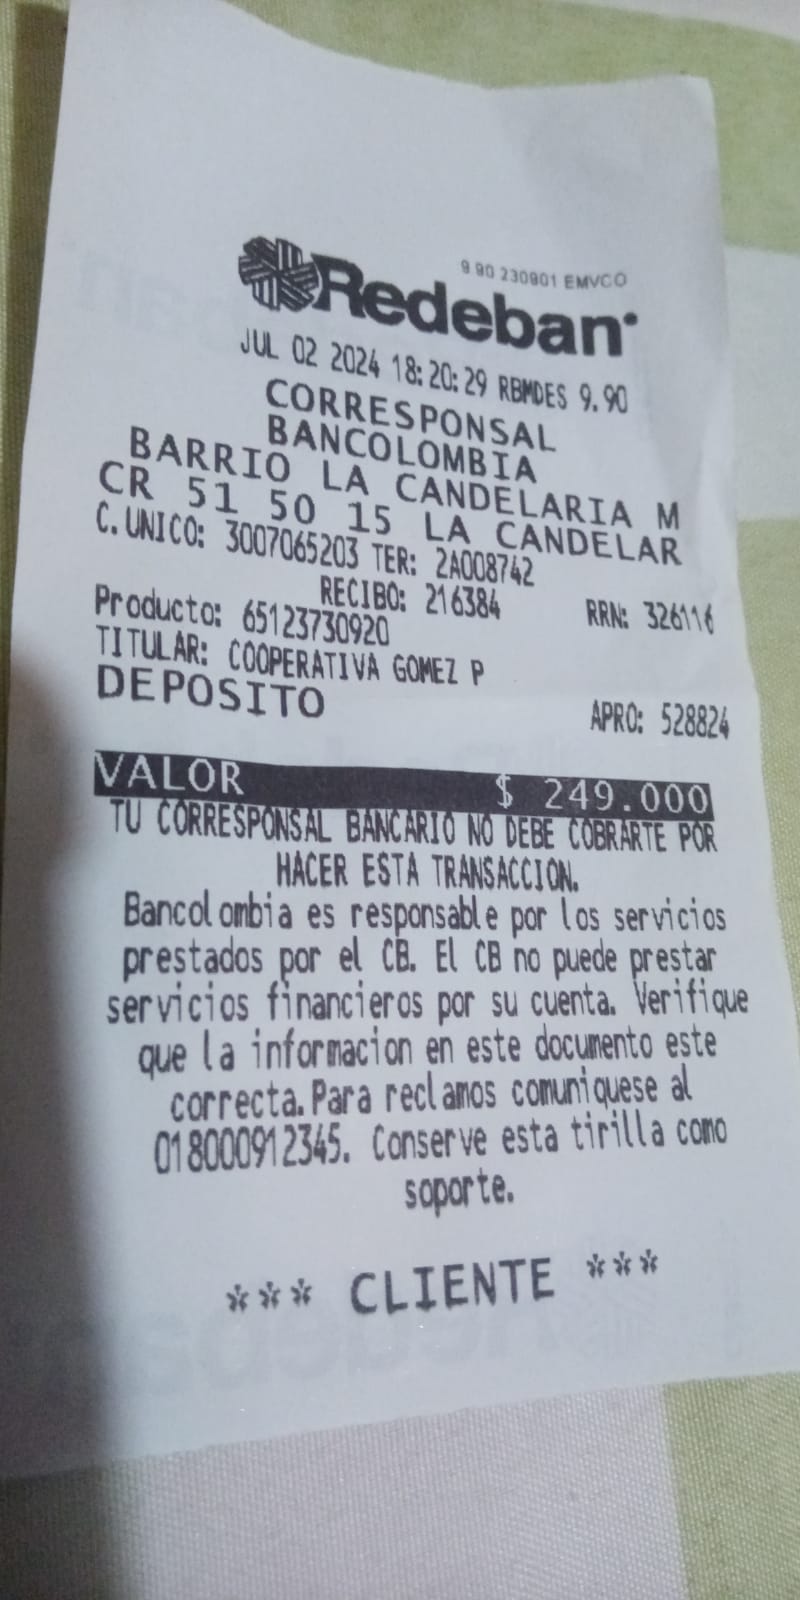 9.90 230901 EMVCO
Redeban
JUL 02 2024 18:20:29 RBMDES 9.90
CORRESPONSAL
BANCOLOMBIA
BARRIO LA CANDELARIA M
CR 51 50 15 LA CANDELAR
C.UNICO: 3007065203 TER: 2A008742
RECIBO: 216384 RRN: 326116
Producto: 65123730920
TITULAR: COOPERATIVA GOMEZ P
DEPOSITO APRO: 528824
VALOR $ 249.000
TU CORRESPONSAL BANCARIO NO DEBE COBRARTE POR
HACER ESTA TRANSACCION.
Bancolombia es responsable por los servicios
prestados por el CB. El CB no puede prestar
servicios financieros por su cuenta. Verifique
que la informacion en este documento este
correcta.Para reclamos comuniquese al
018000912345. Conserve esta tirilla como
soporte.
*** CLIENTE ***